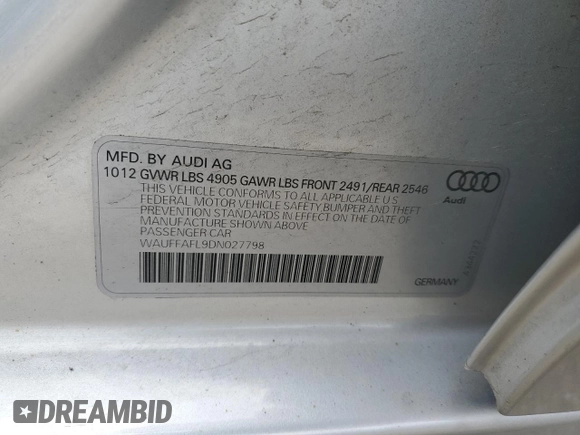 MFD. BY AUDI AG
1012 GVWR LBS 4905 GAWR LBS FRONT 2491/REAR 2546
THIS VEHICLE CONFORMS TO ALL APPLICABLE U S
FEDERAL MOTOR VEHICLE SAFETY BUMPER AND THEFT
PREVENTION STANDARDS IN EFFECT ON THE DATE OF
MANUFACTURE SHOWN ABOVE
PASSENGER CAR
WAUFFAFL9DN027798
Audi
GERMANY
DREAMBID